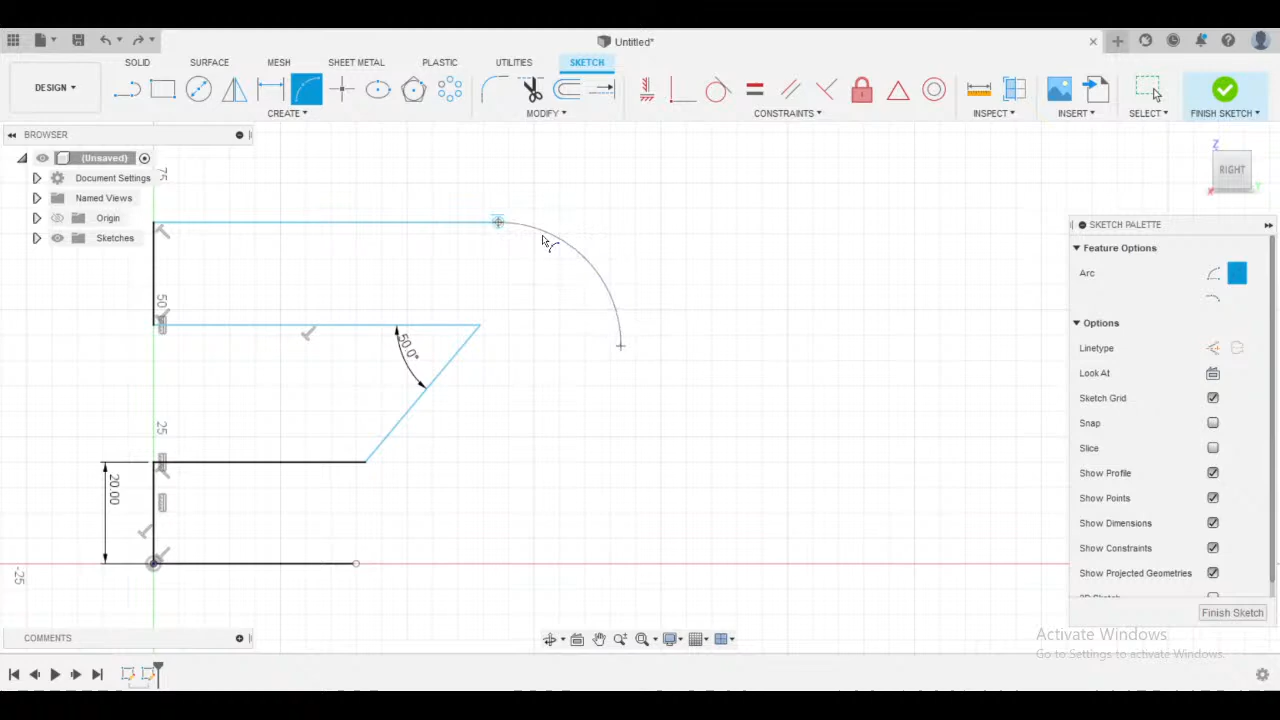 Untitled*
SOLID SURFACE MESH SHEET METAL PLASTIC UTILITIES SKETCH
DESIGN
CREATE MODIFY CONSTRAINTS INSPECT INSERT SELECT FINISH SKETCH
BROWSER
(Unsaved)
Document Settings
Named Views
Origin
Sketches
75
50
25
-25
50.0°
20.00
Z
RIGHT
Y
X
SKETCH PALETTE
Feature Options
Arc
Options
Linetype
Look At
Sketch Grid
Snap
Slice
Show Profile
Show Points
Show Dimensions
Show Constraints
Show Projected Geometries
3D Sketch
Finish Sketch
COMMENTS
Activate Windows
Go to Settings to activate Windows.